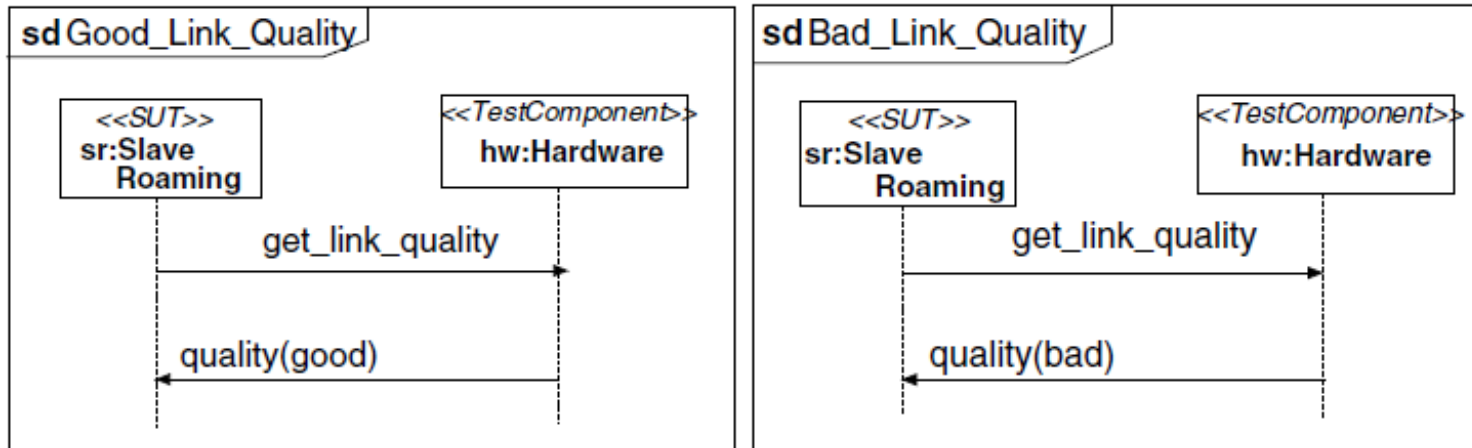 sd Good_Link_Quality
<<SUT>>
sr:Slave
Roaming
<<TestComponent>>
hw:Hardware
get_link_quality
quality(good)
sd Bad_Link_Quality
<<SUT>>
sr:Slave
Roaming
<<TestComponent>>
hw:Hardware
get_link_quality
quality(bad)